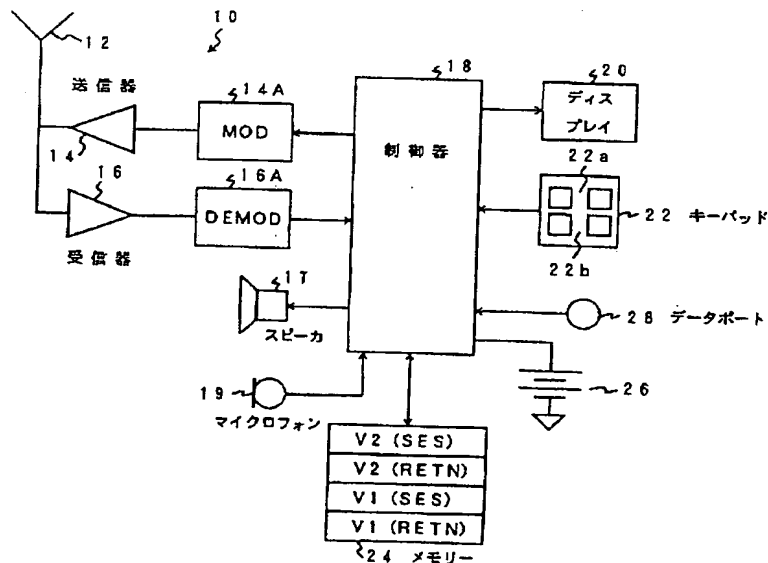 10
12
送信器
14A
MOD
14
16
16A
DEMOD
受信器
17
スピーカ
19
マイクロフォン
18
制御器
20
ディス
プレイ
22a
22 キーパッド
22b
28 データポート
26
V2 (SES)
V2 (RETN)
V1 (SES)
V1 (RETN)
24 メモリー